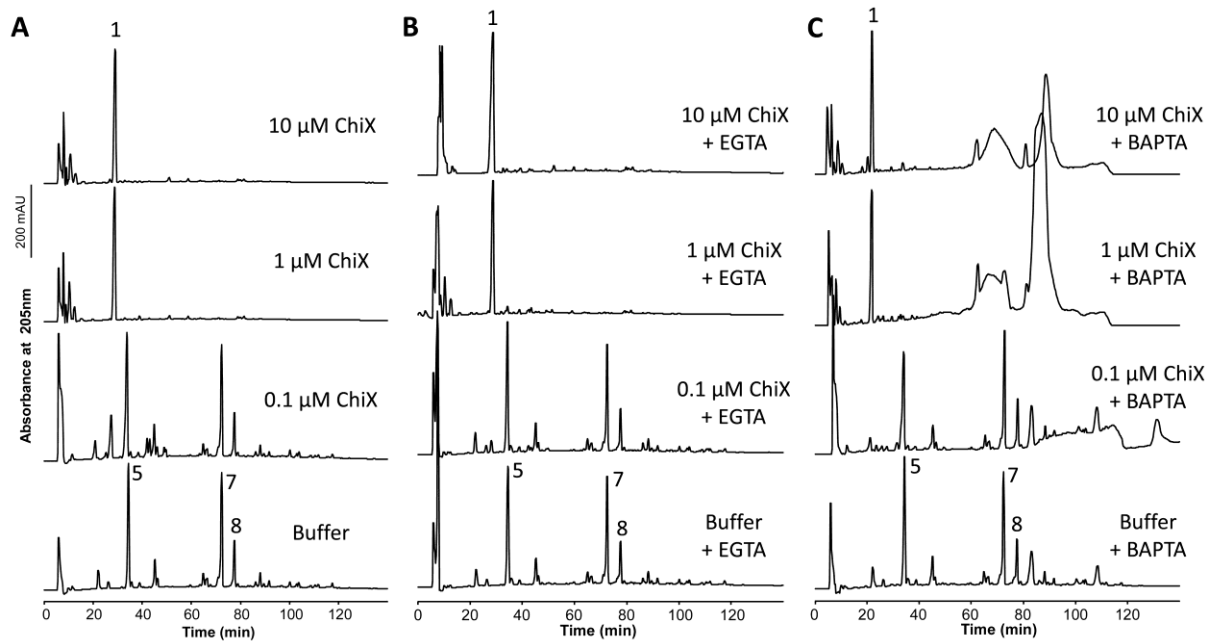 A
1
10 µM ChiX
200 mAU
1 µM ChiX
Absorbance at 205nm
0.1 µM ChiX
5
7
8
Buffer
0 20 40 60 80 100 120
Time (min)
B
1
10 µM ChiX
+ EGTA
1 µM ChiX
+ EGTA
0.1 µM ChiX
+ EGTA
5
7
8
Buffer
+ EGTA
0 20 40 60 80 100 120
Time (min)
C
1
10 µM ChiX
+ BAPTA
1 µM ChiX
+ BAPTA
0.1 µM ChiX
+ BAPTA
5
7
8
Buffer
+ BAPTA
0 20 40 60 80 100 120
Time (min)